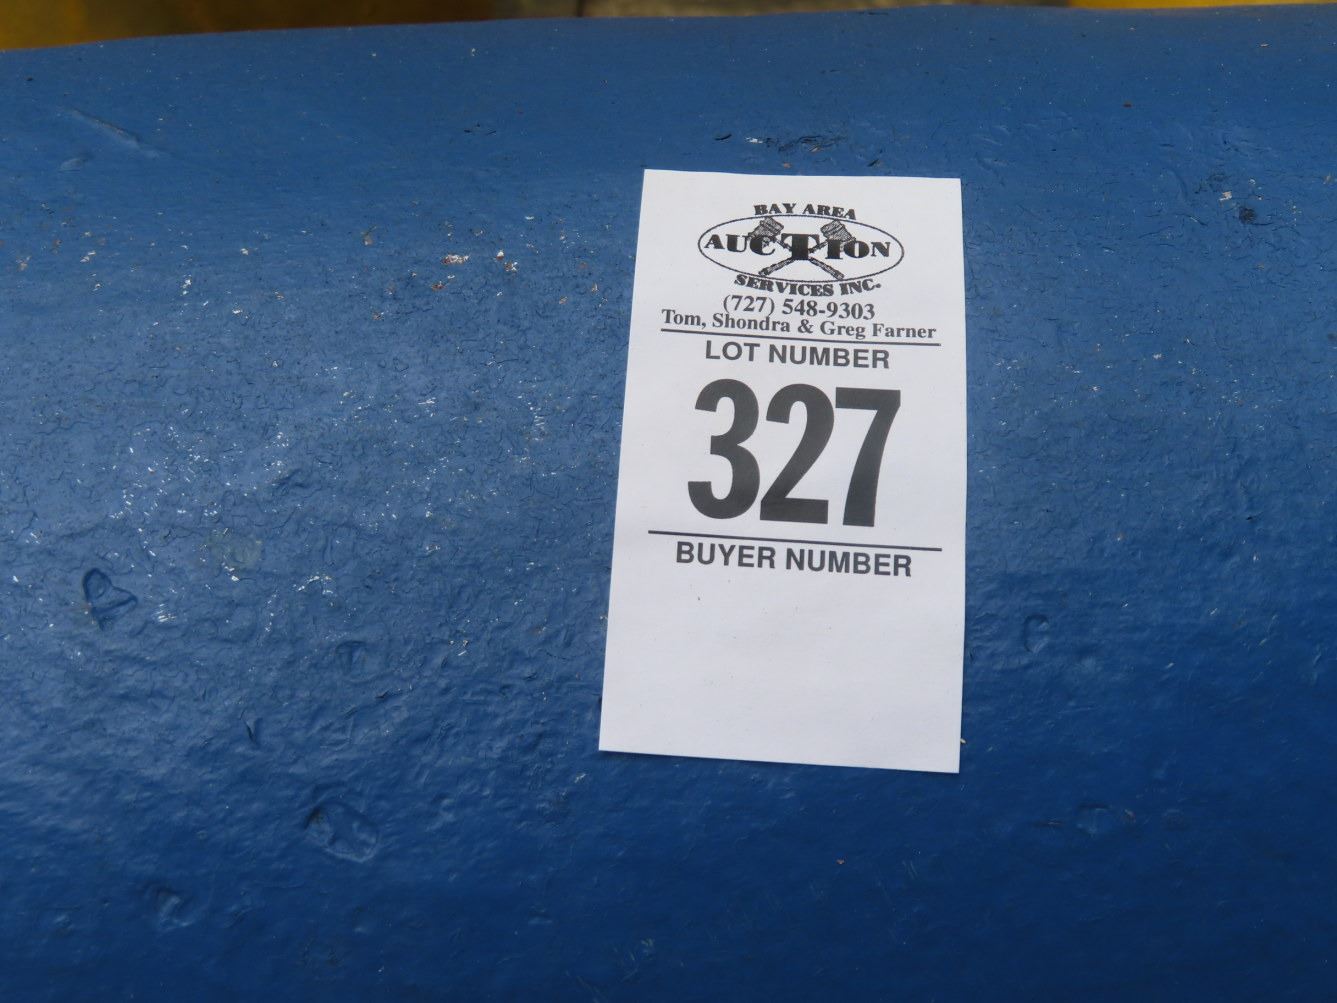 BAY AREA
AUCTION
SERVICES INC.
(727) 548-9303
Tom, Shondra & Greg Farner
LOT NUMBER
327
BUYER NUMBER